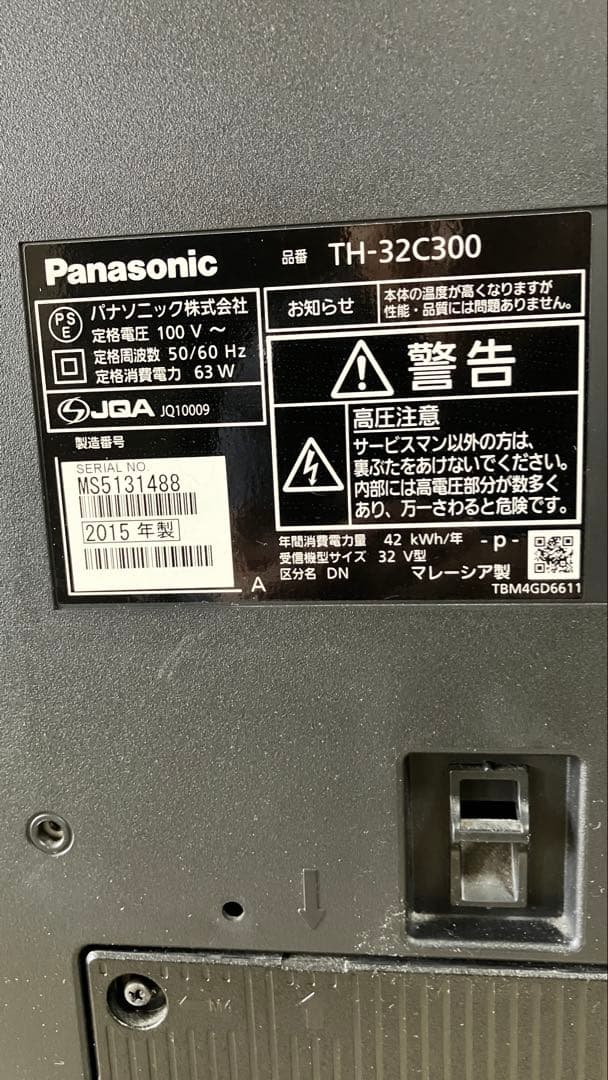 Panasonic
品番 TH-32C300
PS
E
パナソニック株式会社
定格電圧 100 V ～
定格周波数 50/60 Hz
定格消費電力 63 W
JQA JQ10009
お知らせ
本体の温度が高くなりますが
性能・品質には問題ありません。
警告
高圧注意
サービスマン以外の方は、
裏ぶたをあけないでください。
内部には高電圧部分が数多く
あり、万一さわると危険です。
製造番号
SERIAL NO.
MS5131488
2015 年製
A
年間消費電力量 42 kWh/年
受信機型サイズ 32 V型
区分名 DN
-p-
マレーシア製
TBM4GD6611
M4